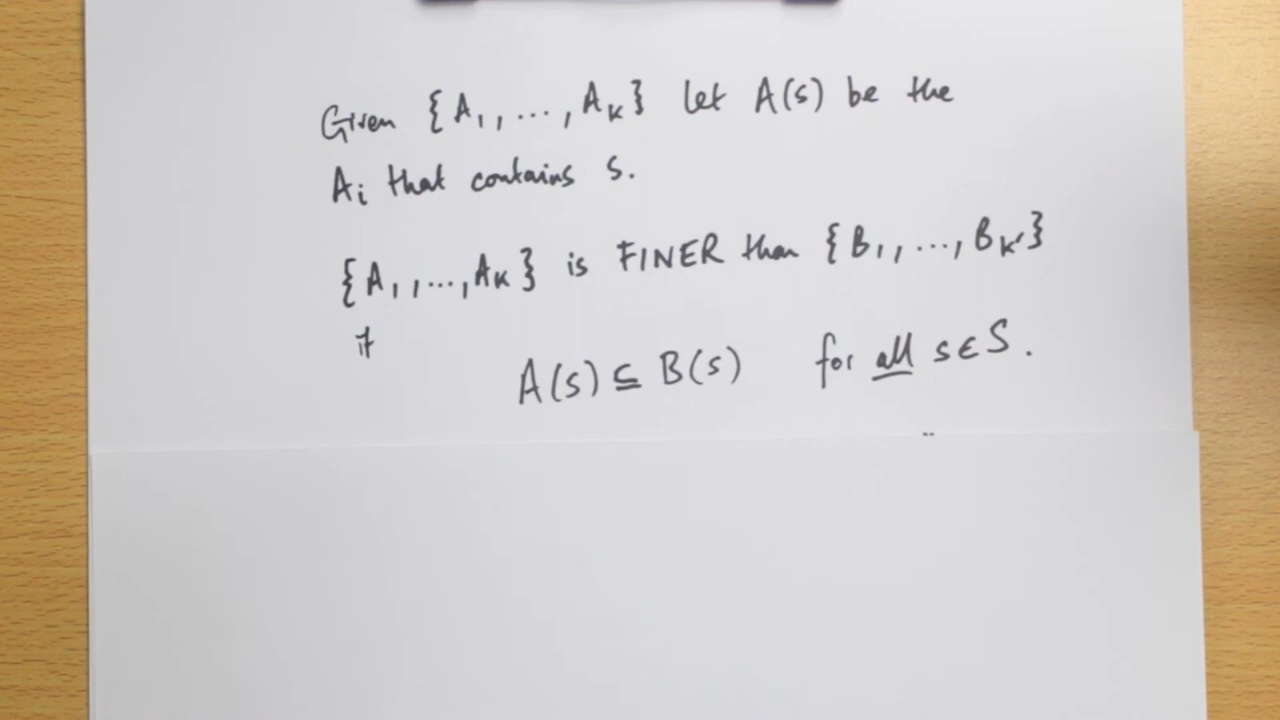 Given {A₁, ..., Aₖ} let A(s) be the
Aᵢ that contains s.
{A₁, ..., Aₖ} is FINER than {B₁, ..., Bₖ′}
if
A(s) ⊆ B(s) for all s ∈ S.